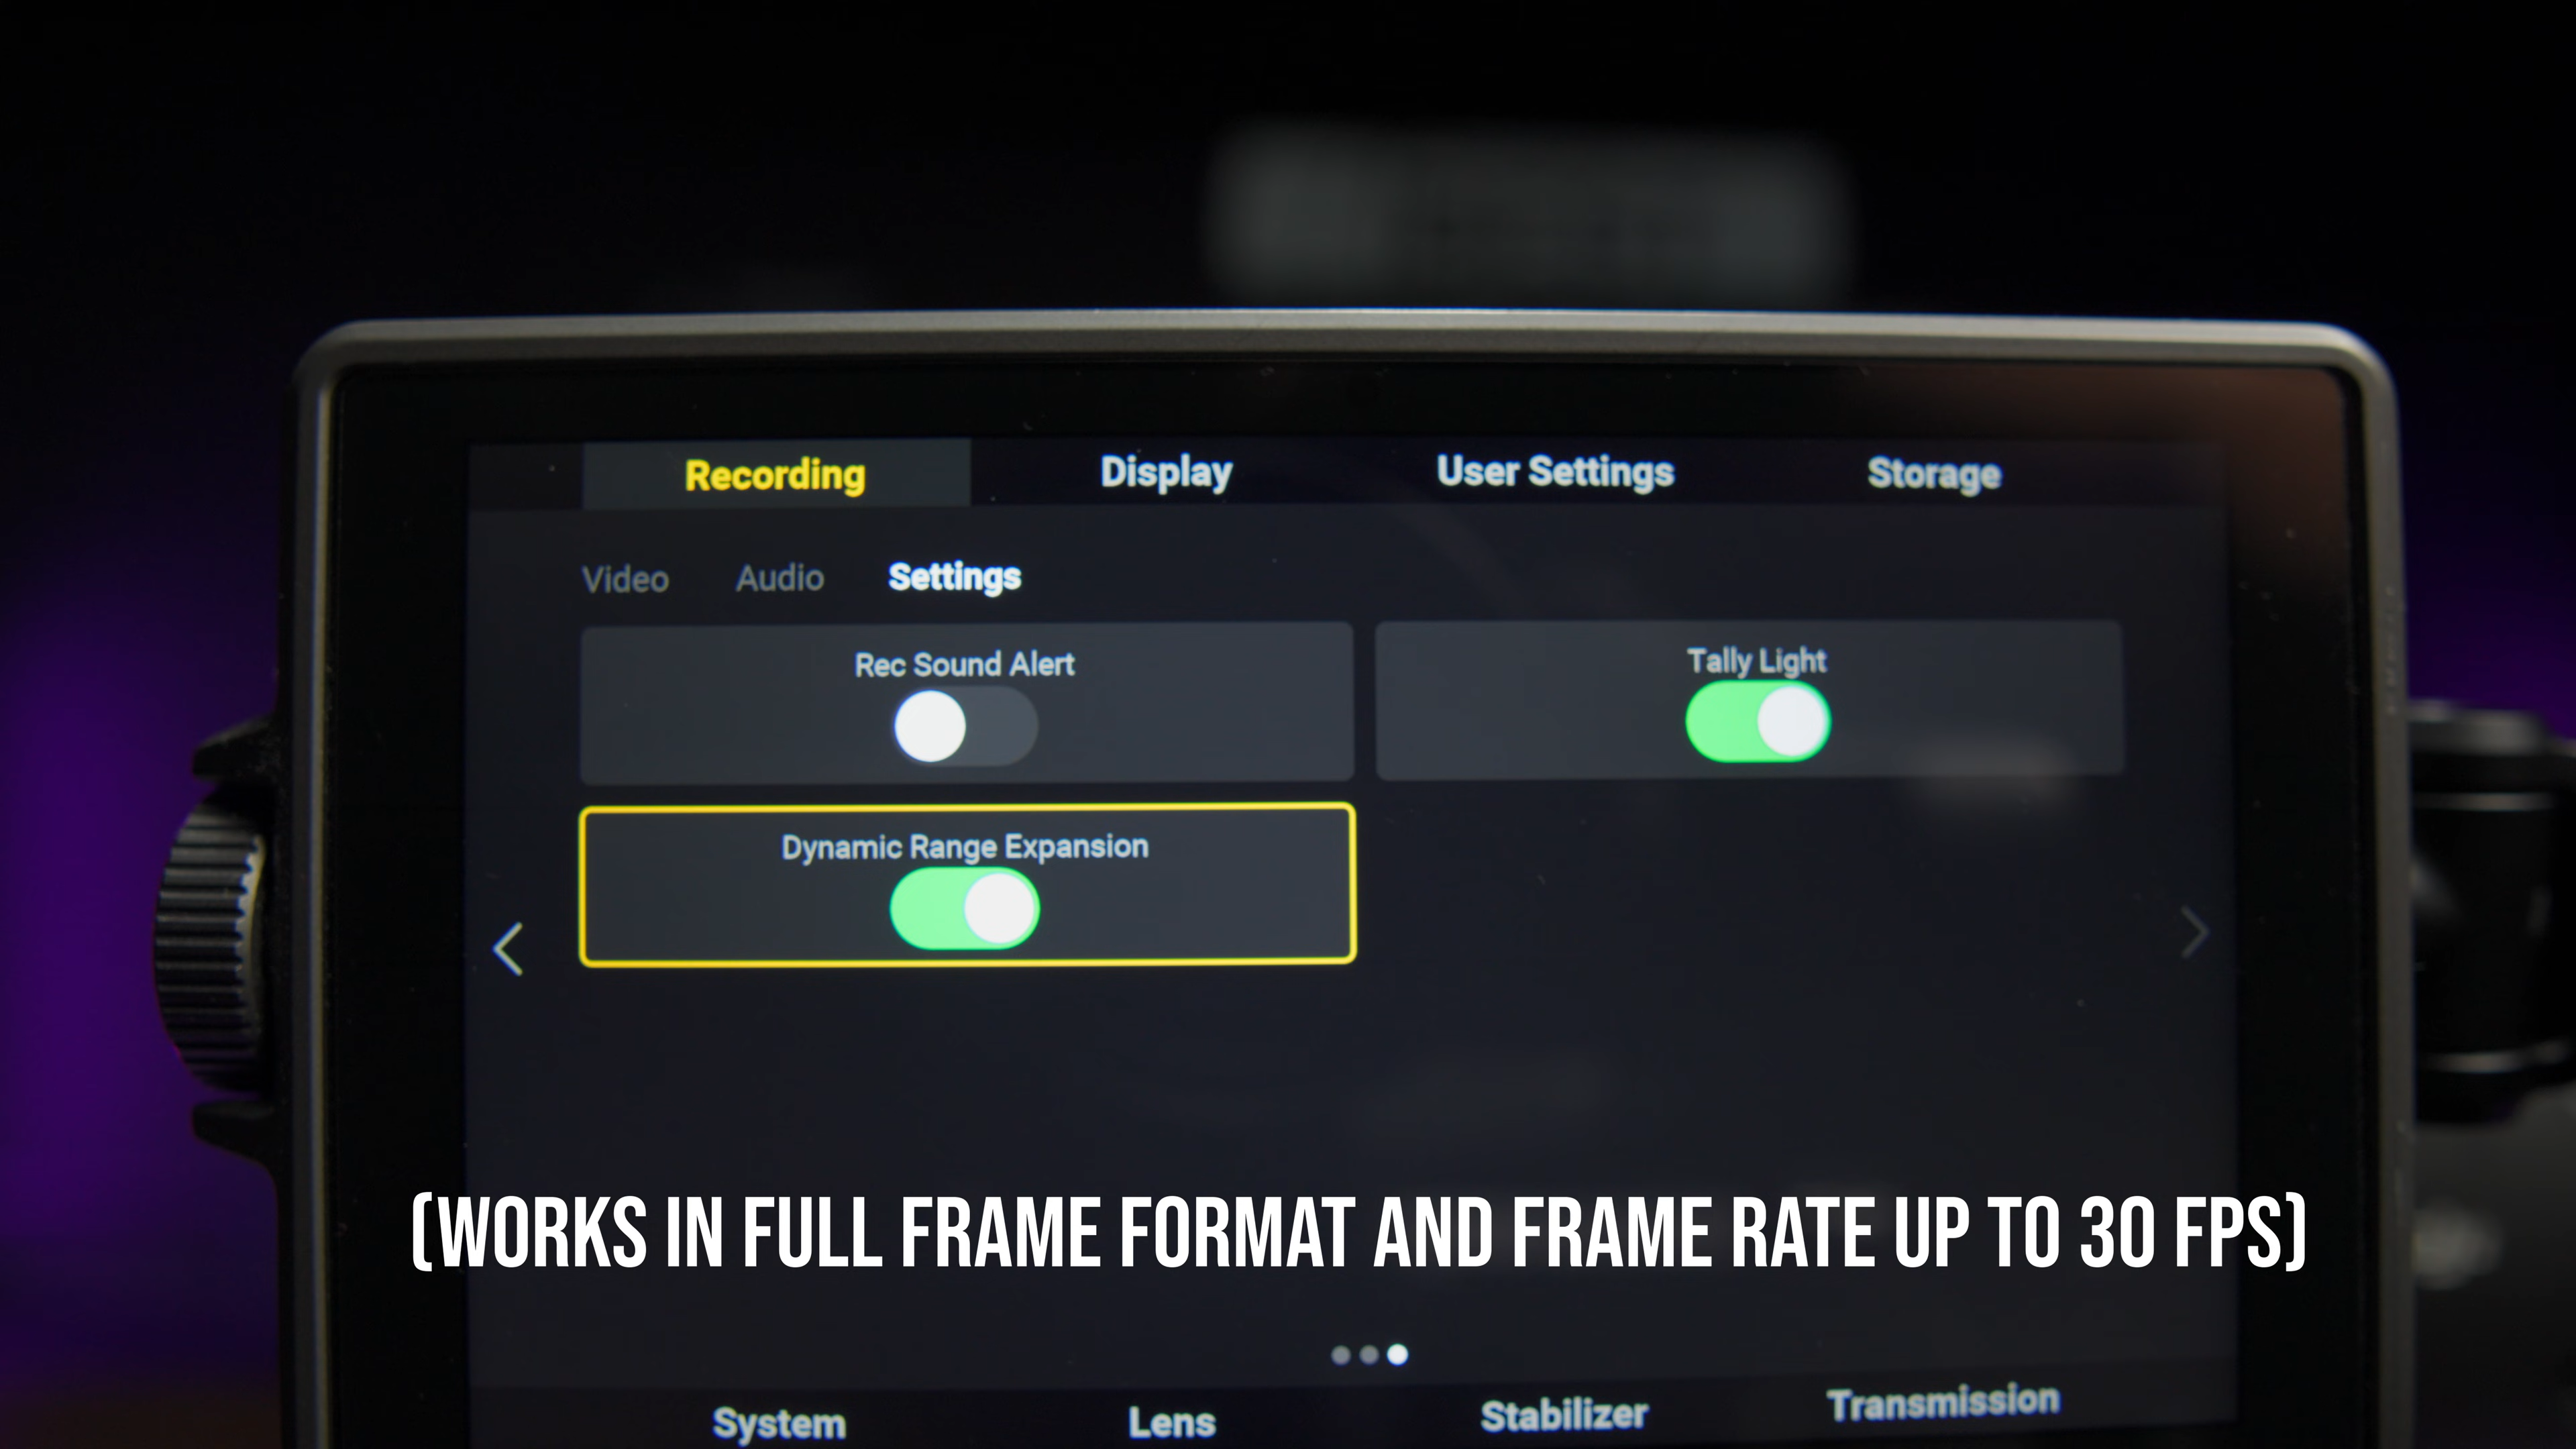 Recording Display User Settings Storage
Video Audio Settings
Rec Sound Alert Tally Light
Dynamic Range Expansion
(WORKS IN FULL FRAME FORMAT AND FRAME RATE UP TO 30 FPS)
System Lens Stabilizer Transmission